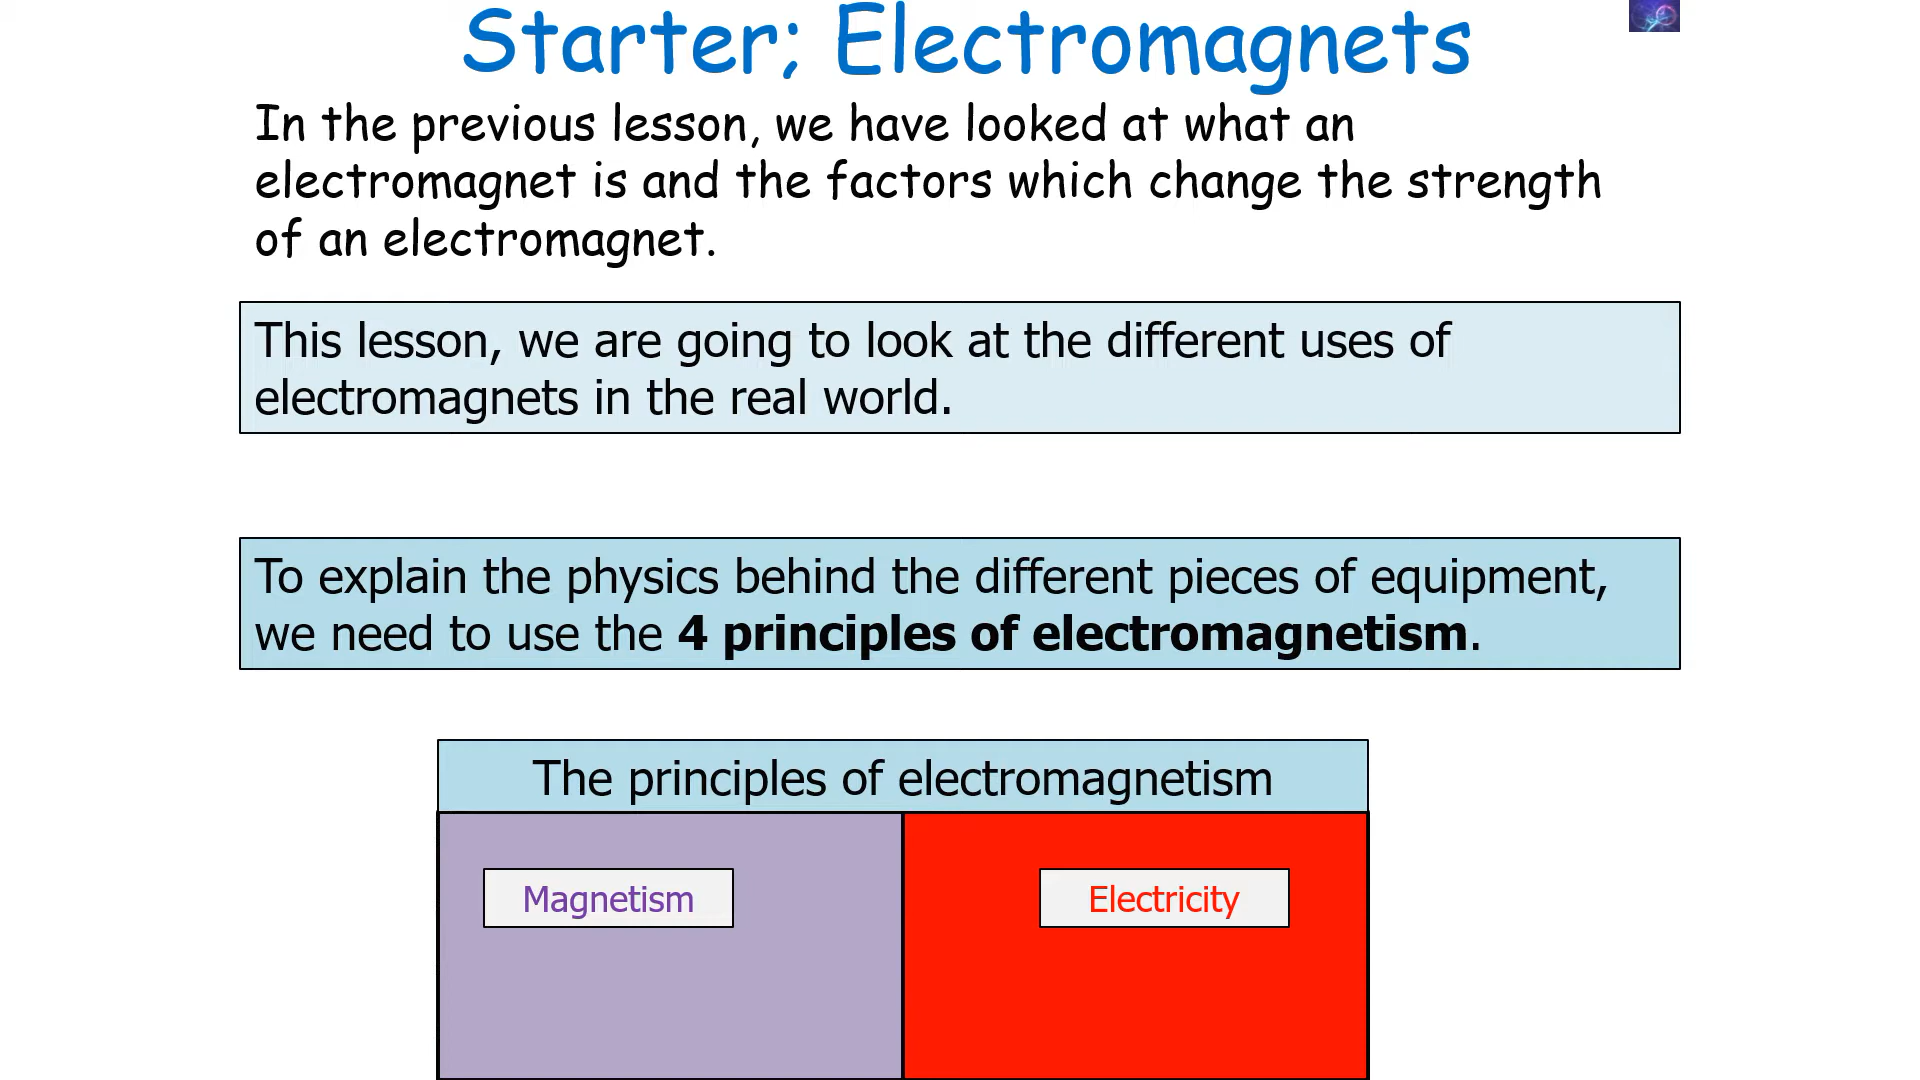 Starter; Electromagnets
In the previous lesson, we have looked at what an
electromagnet is and the factors which change the strength
of an electromagnet.
This lesson, we are going to look at the different uses of
electromagnets in the real world.
To explain the physics behind the different pieces of equipment,
we need to use the 4 principles of electromagnetism.
The principles of electromagnetism
Magnetism
Electricity